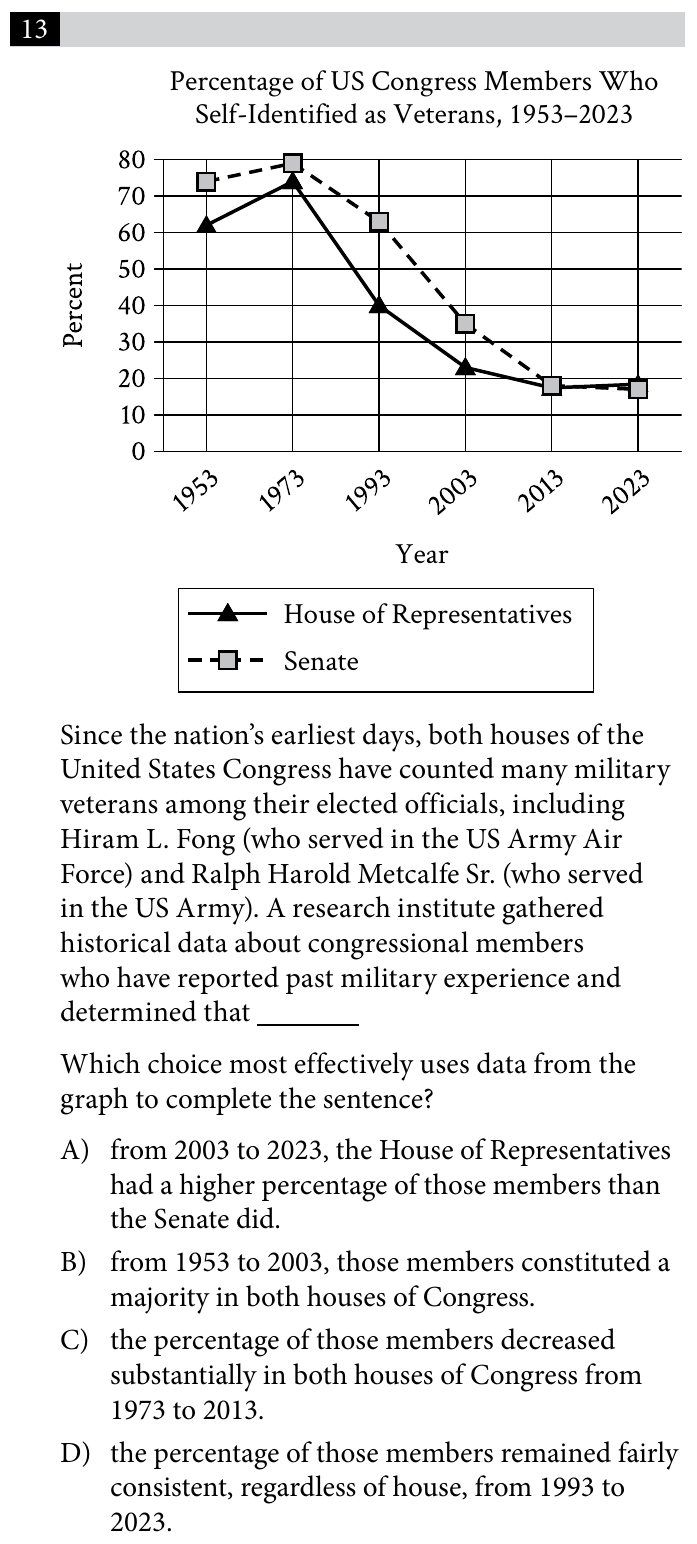 13
Percentage of US Congress Members Who
Self-Identified as Veterans, 1953–2023
80
70
60
50
40
30
20
10
0
Percent
1953
1973
1993
2003
2013
2023
Year
House of Representatives
Senate
Since the nation’s earliest days, both houses of the
United States Congress have counted many military
veterans among their elected officials, including
Hiram L. Fong (who served in the US Army Air
Force) and Ralph Harold Metcalfe Sr. (who served
in the US Army). A research institute gathered
historical data about congressional members
who have reported past military experience and
determined that ______
Which choice most effectively uses data from the
graph to complete the sentence?
A) from 2003 to 2023, the House of Representatives
had a higher percentage of those members than
the Senate did.
B) from 1953 to 2003, those members constituted a
majority in both houses of Congress.
C) the percentage of those members decreased
substantially in both houses of Congress from
1973 to 2013.
D) the percentage of those members remained fairly
consistent, regardless of house, from 1993 to
2023.